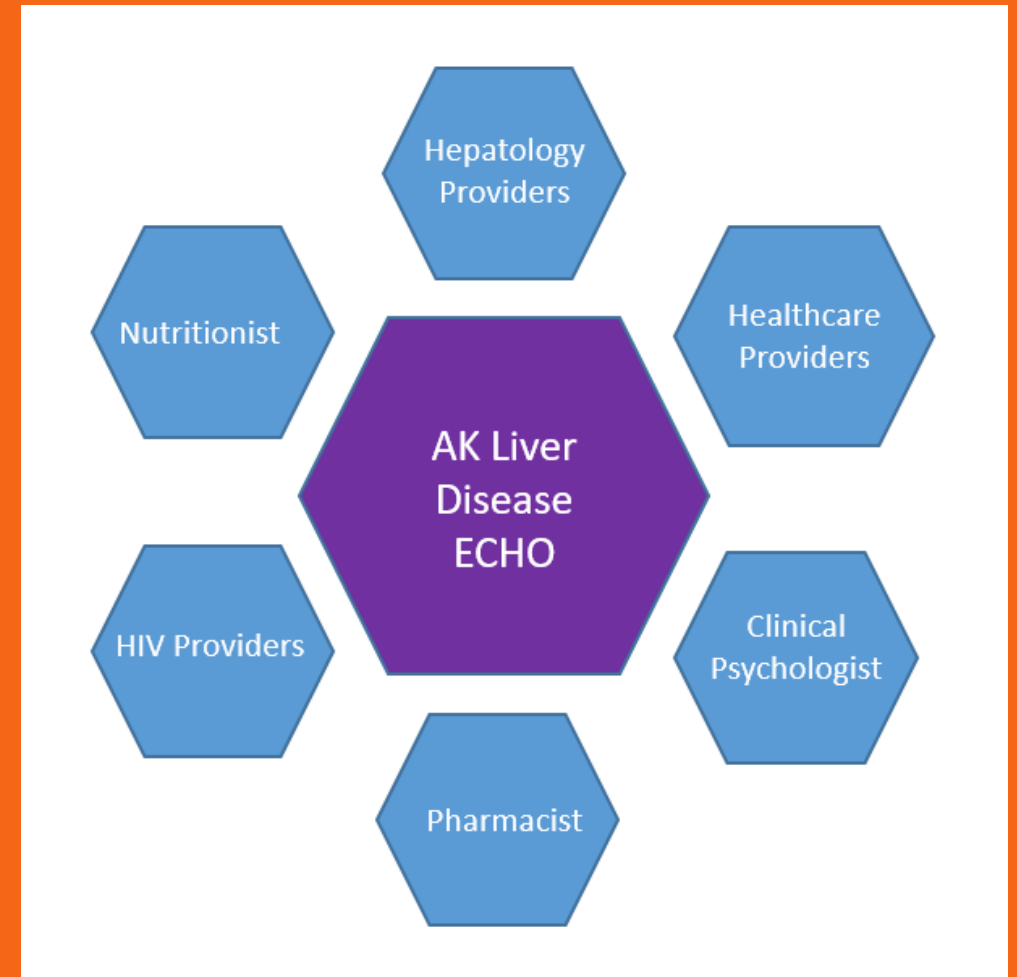 Hepatology
Providers
Nutritionist
Healthcare
Providers
AK Liver
Disease
ECHO
HIV Providers
Clinical
Psychologist
Pharmacist